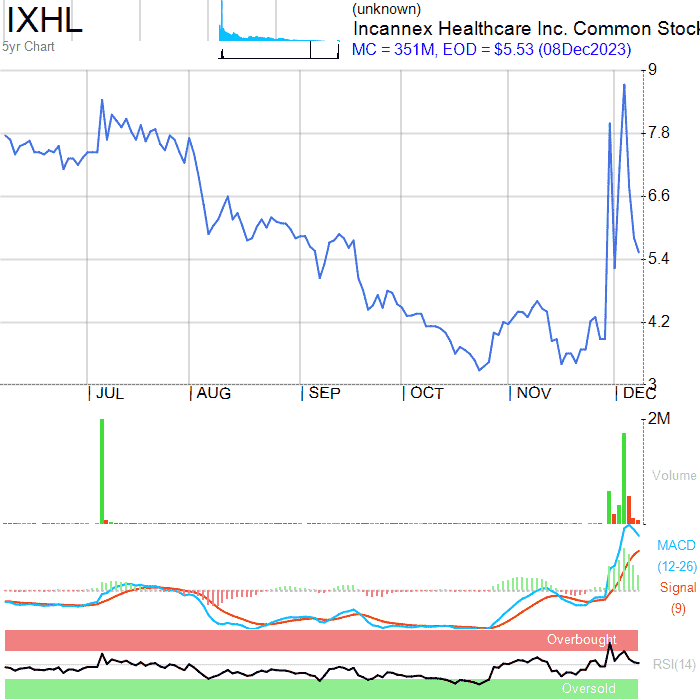 IXHL
5yr Chart
(unknown)
Incannex Healthcare Inc. Common Stock
MC = 351M, EOD = $5.53 (08Dec2023)
9
7.8
6.6
5.4
4.2
3
JUL AUG SEP OCT NOV DEC
2M
Volume
MACD
(12-26)
Signal
(9)
Overbought
RSI(14)
Oversold